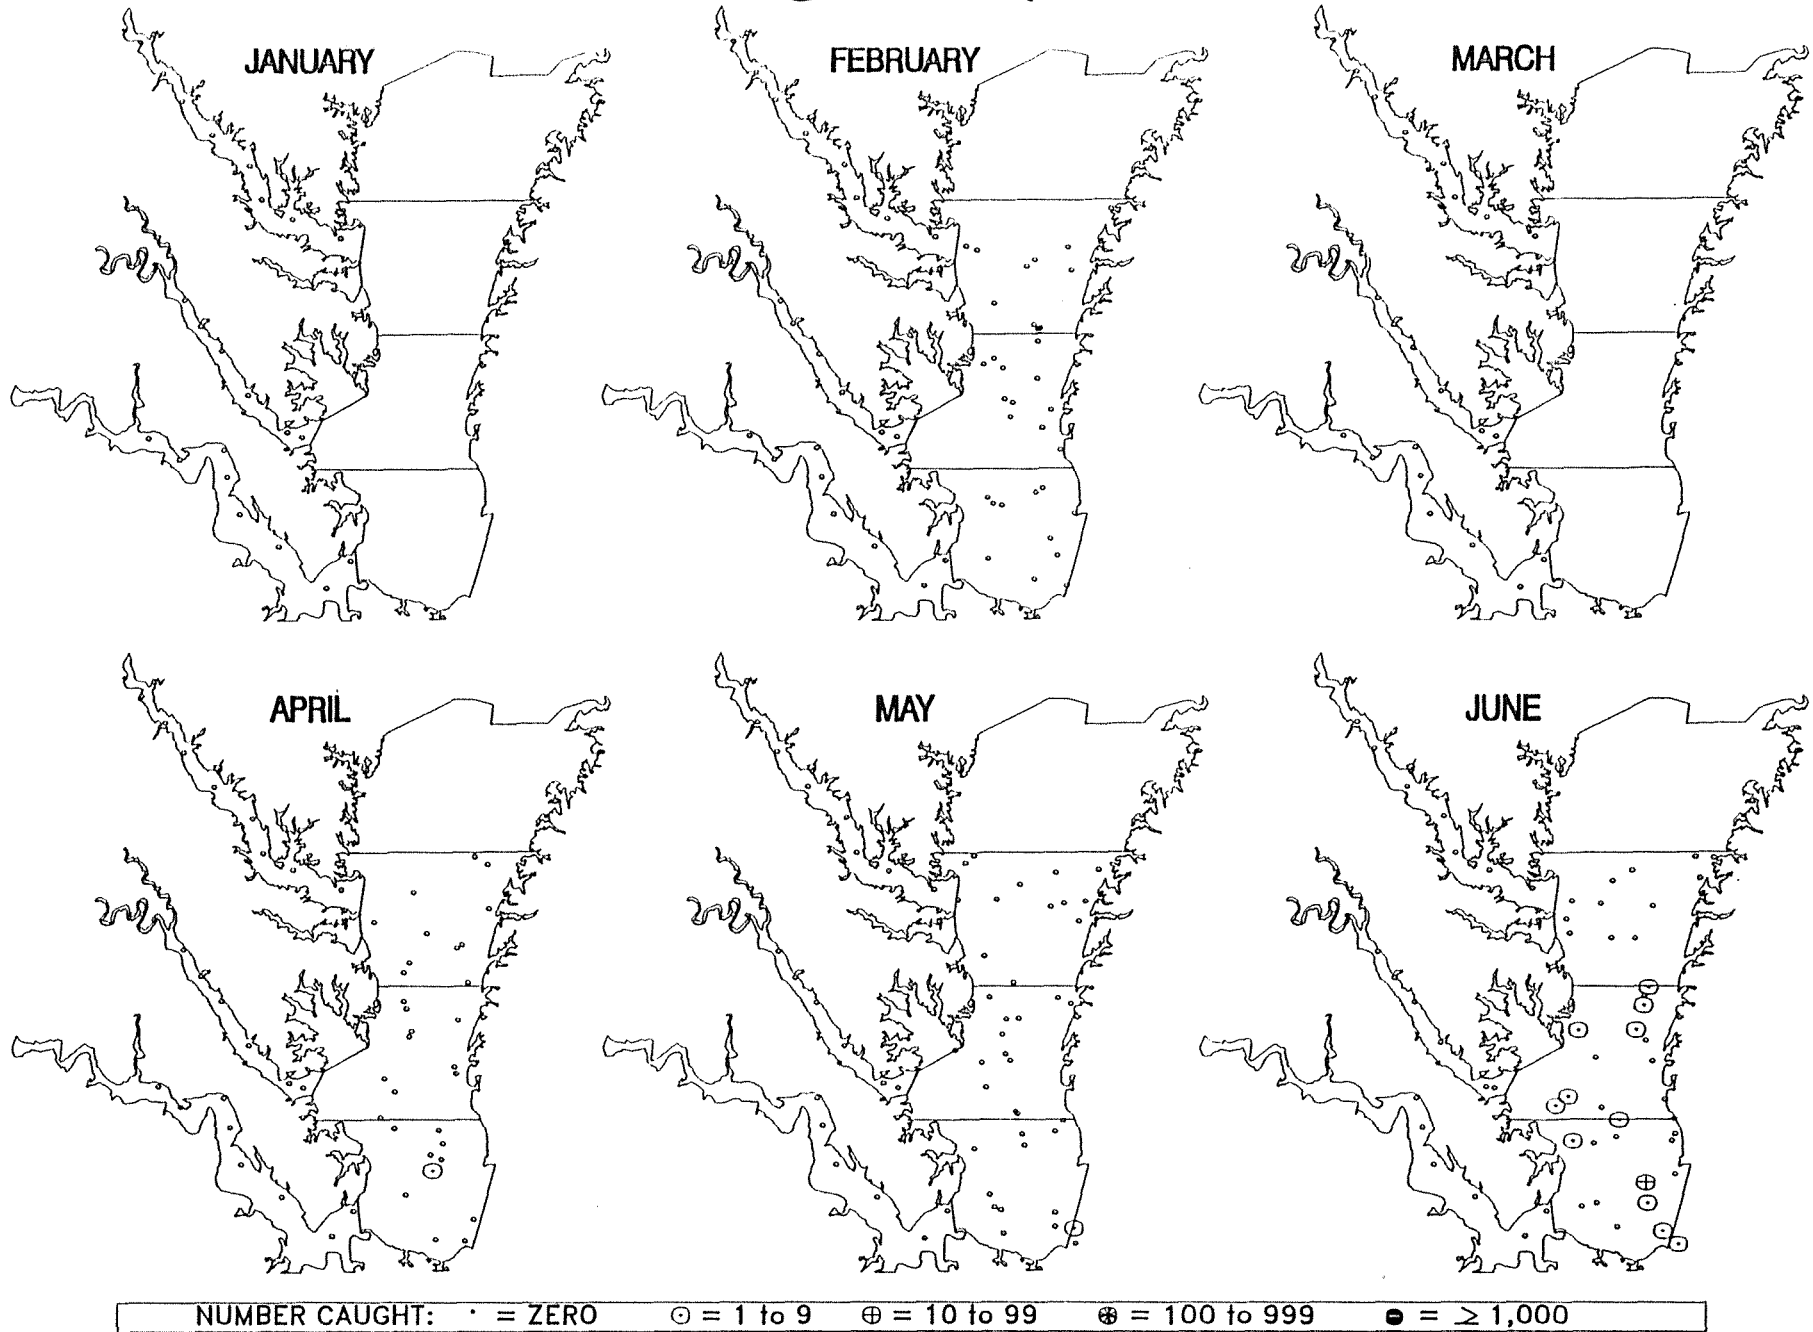 JANUARY
FEBRUARY
MARCH
APRIL
MAY
JUNE
NUMBER CAUGHT: · = ZERO ⊙ = 1 to 9 ⊕ = 10 to 99 ⊛ = 100 to 999 ● = ≥ 1,000